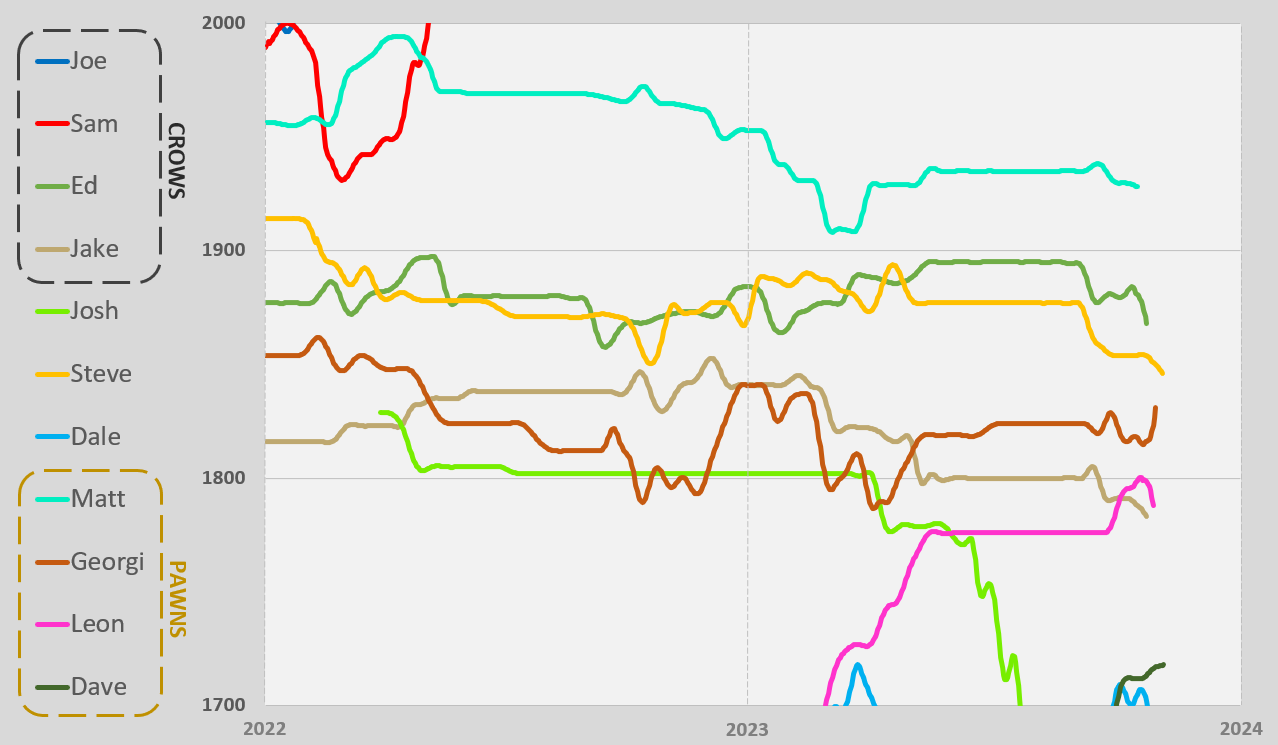 Joe
Sam
Ed
Jake
CROWS
Josh
Steve
Dale
Matt
Georgi
Leon
Dave
PAWNS
2000
1900
1800
1700
2022
2023
2024